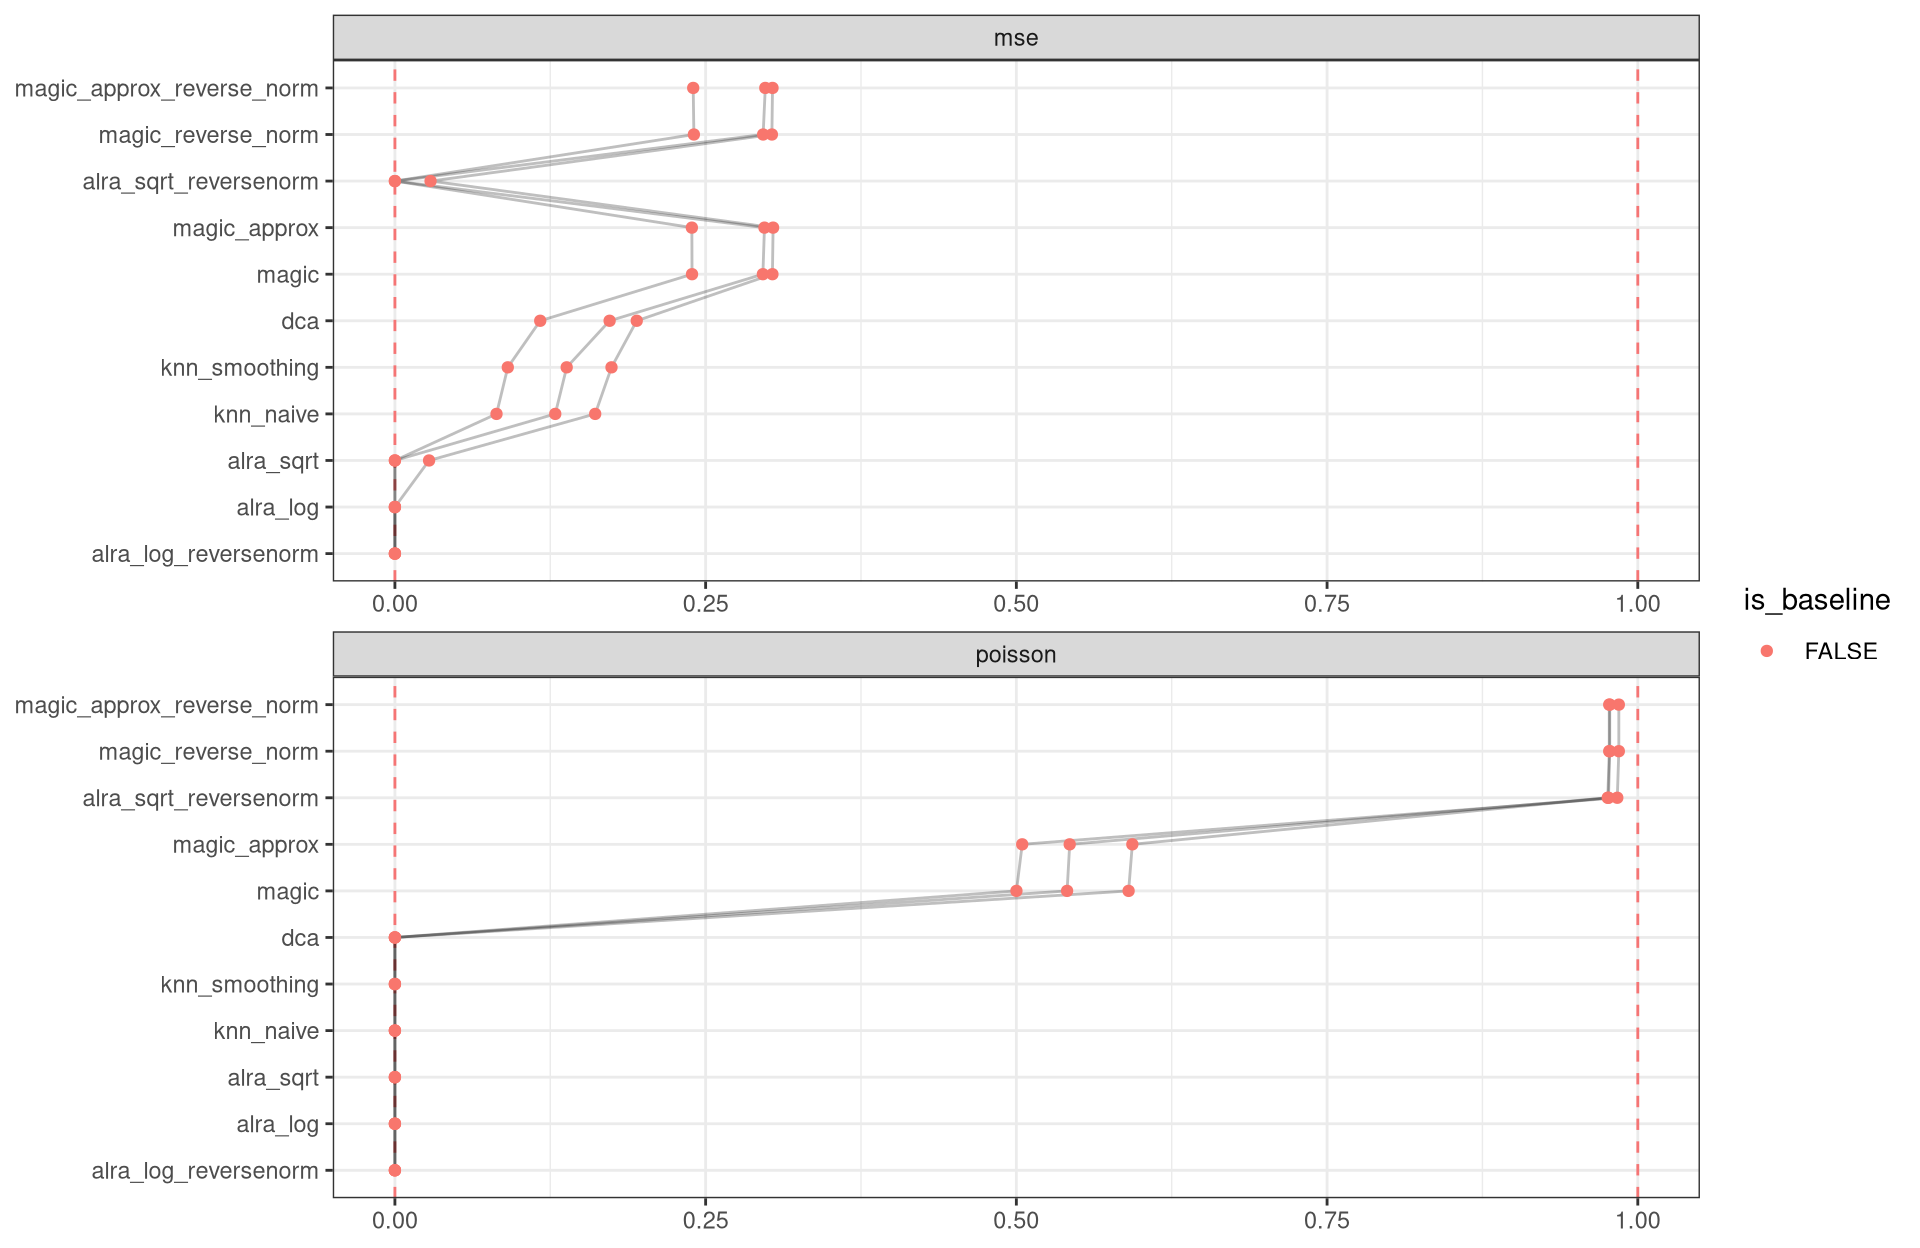 mse
magic_approx_reverse_norm
magic_reverse_norm
alra_sqrt_reversenorm
magic_approx
magic
dca
knn_smoothing
knn_naive
alra_sqrt
alra_log
alra_log_reversenorm
0.00 0.25 0.50 0.75 1.00
poisson
magic_approx_reverse_norm
magic_reverse_norm
alra_sqrt_reversenorm
magic_approx
magic
dca
knn_smoothing
knn_naive
alra_sqrt
alra_log
alra_log_reversenorm
0.00 0.25 0.50 0.75 1.00
is_baseline
FALSE